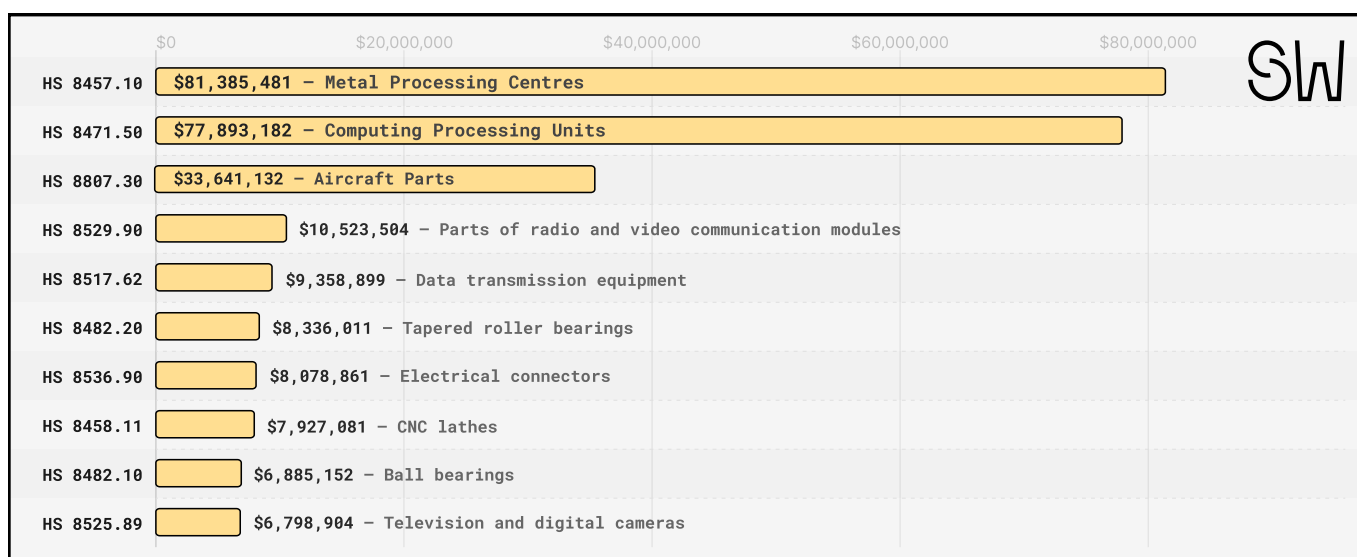 $0 $20,000,000 $40,000,000 $60,000,000 $80,000,000
SW
HS 8457.10 $81,385,481 – Metal Processing Centres
HS 8471.50 $77,893,182 – Computing Processing Units
HS 8807.30 $33,641,132 – Aircraft Parts
HS 8529.90 $10,523,504 – Parts of radio and video communication modules
HS 8517.62 $9,358,899 – Data transmission equipment
HS 8482.20 $8,336,011 – Tapered roller bearings
HS 8536.90 $8,078,861 – Electrical connectors
HS 8458.11 $7,927,081 – CNC lathes
HS 8482.10 $6,885,152 – Ball bearings
HS 8525.89 $6,798,904 – Television and digital cameras